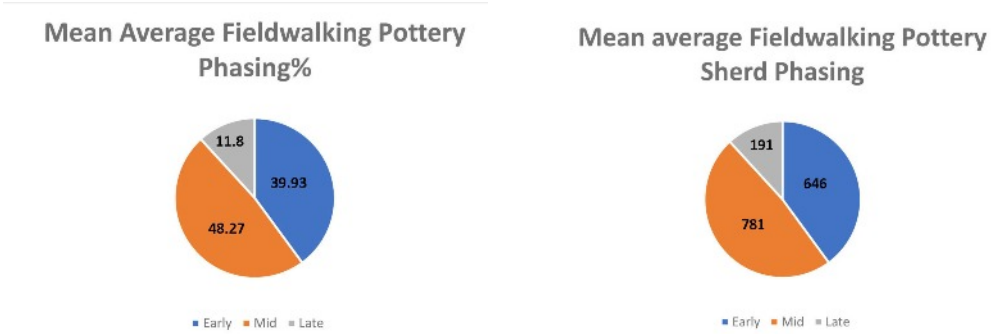 Mean Average Fieldwalking Pottery
Phasing%
11.8
39.93
48.27
Early Mid Late
Mean average Fieldwalking Pottery
Sherd Phasing
191
646
781
Early Mid Late